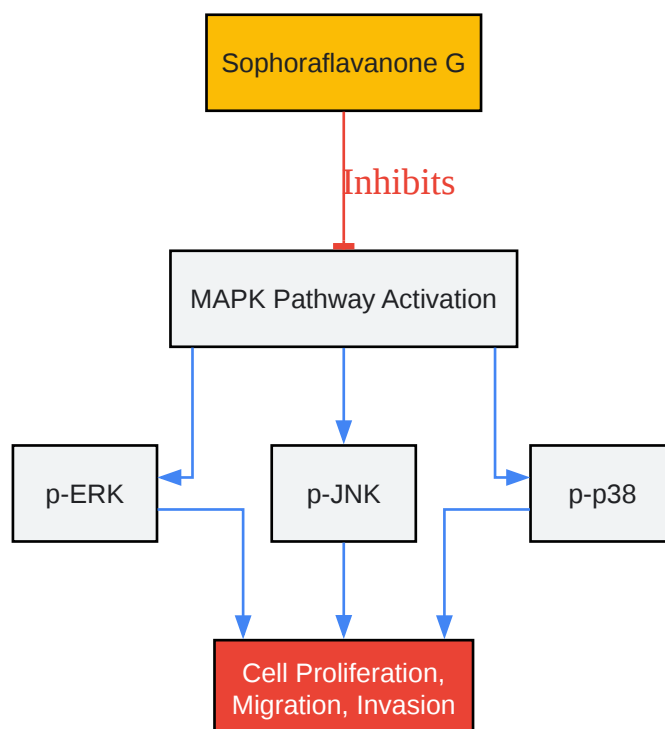 Sophoraflavanone G
Inhibits
MAPK Pathway Activation
p-ERK
p-JNK
p-p38
Cell Proliferation,
Migration, Invasion